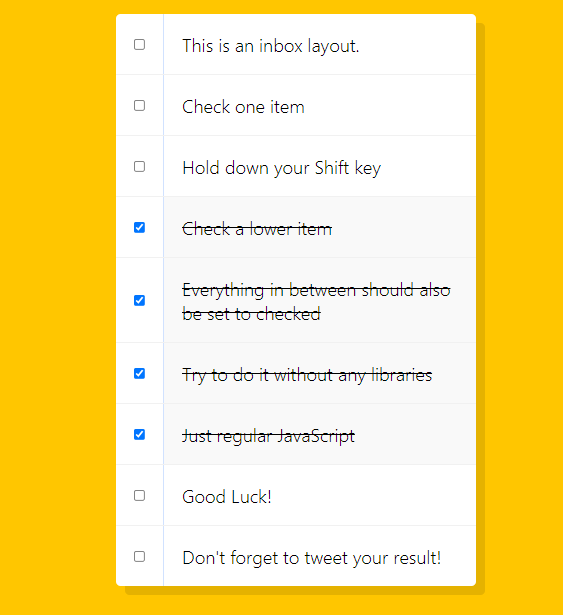 This is an inbox layout.
Check one item
Hold down your Shift key
Check a lower item
Everything in between should also
be set to checked
Try to do it without any libraries
Just regular JavaScript
Good Luck!
Don't forget to tweet your result!